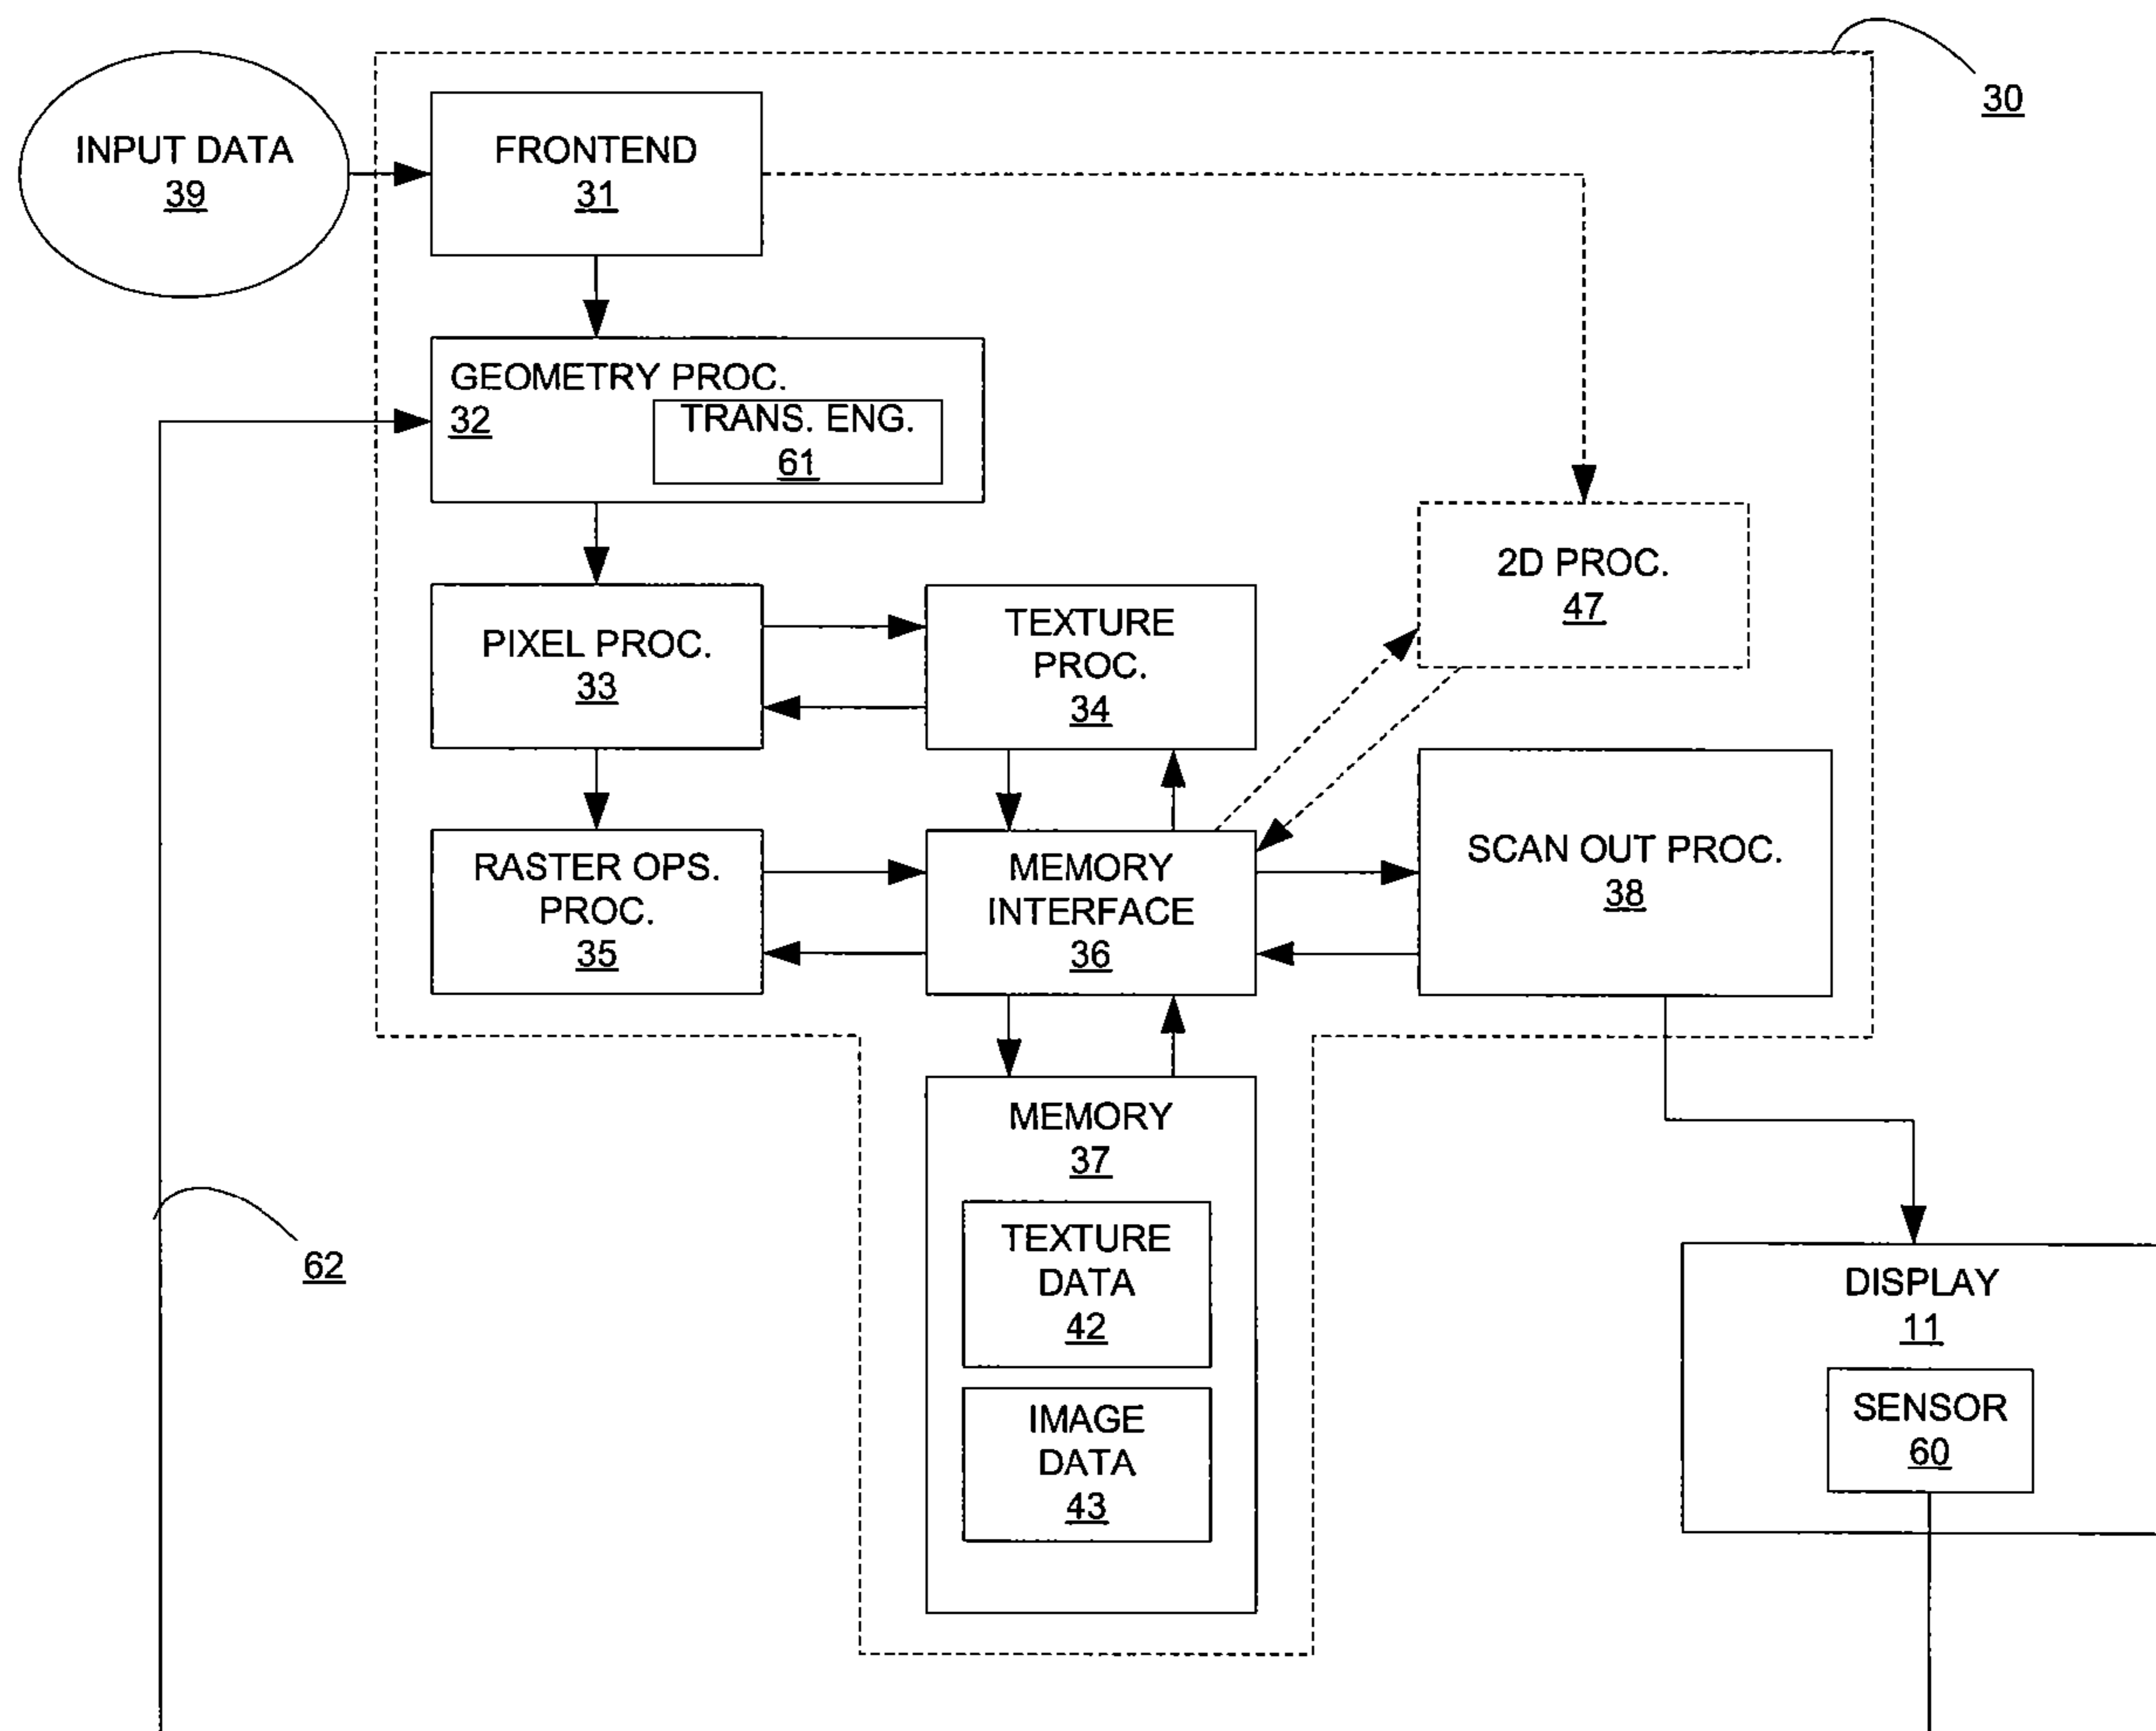 30
INPUT DATA
39
FRONTEND
31
GEOMETRY PROC.
32
TRANS. ENG.
61
2D PROC.
47
PIXEL PROC.
33
TEXTURE
PROC.
34
RASTER OPS.
PROC.
35
MEMORY
INTERFACE
36
SCAN OUT PROC.
38
MEMORY
37
TEXTURE
DATA
42
IMAGE
DATA
43
62
DISPLAY
11
SENSOR
60